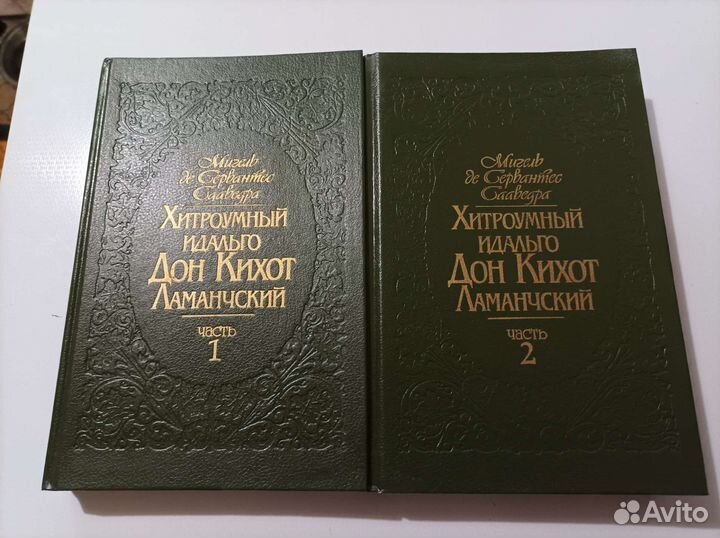 Мигель
де Сервантес
Сааведра
Хитроумный
идальго
Дон Кихот
Ламанчский
часть
1
Мигель
де Сервантес
Сааведра
Хитроумный
идальго
Дон Кихот
Ламанчский
часть
2
Avito